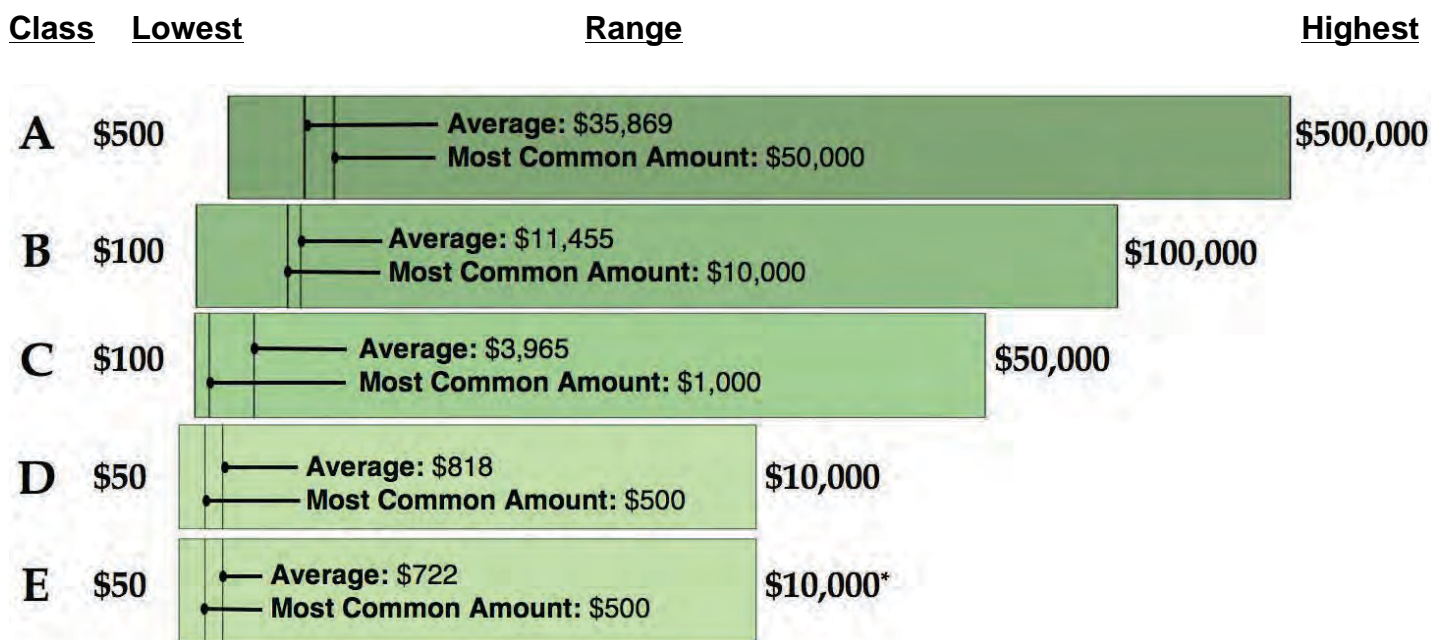 Class Lowest Range Highest
A $500 Average: $35,869 $500,000
Most Common Amount: $50,000
B $100 Average: $11,455 $100,000
Most Common Amount: $10,000
C $100 Average: $3,965 $50,000
Most Common Amount: $1,000
D $50 Average: $818 $10,000
Most Common Amount: $500
E $50 Average: $722 $10,000*
Most Common Amount: $500